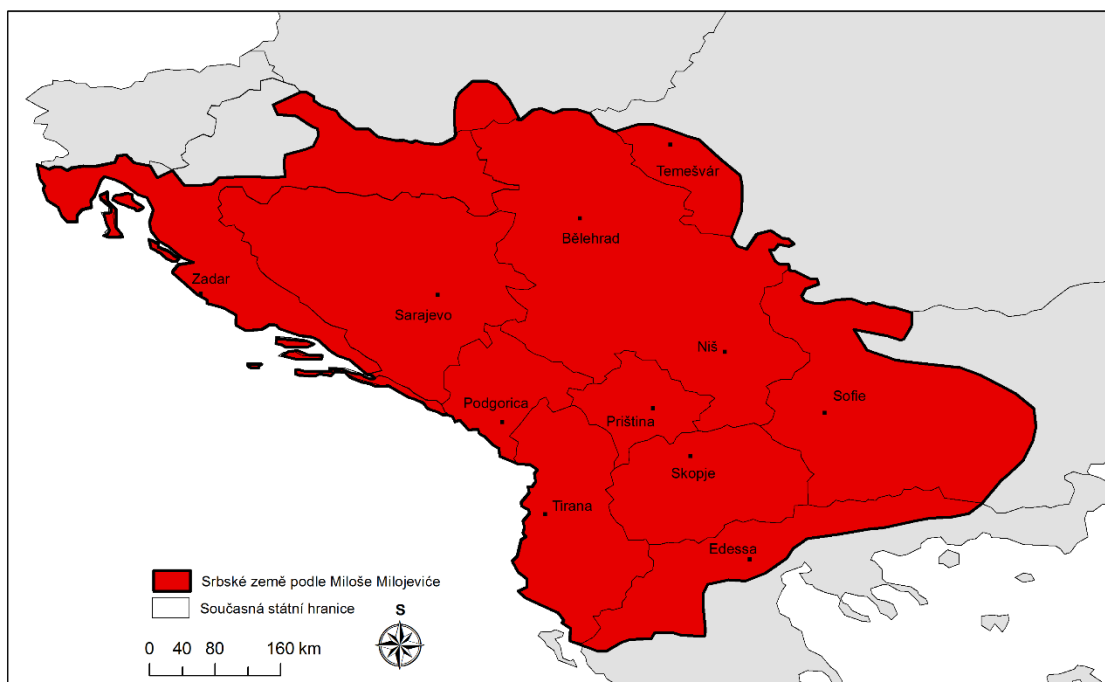 Temešvár
Bělehrad
Zadar
Sarajevo
Niš
Podgorica
Priština
Sofie
Skopje
Tirana
Edessa
Srbské země podle Miloše Milojeviće
Současná státní hranice
S
0 40 80 160 km